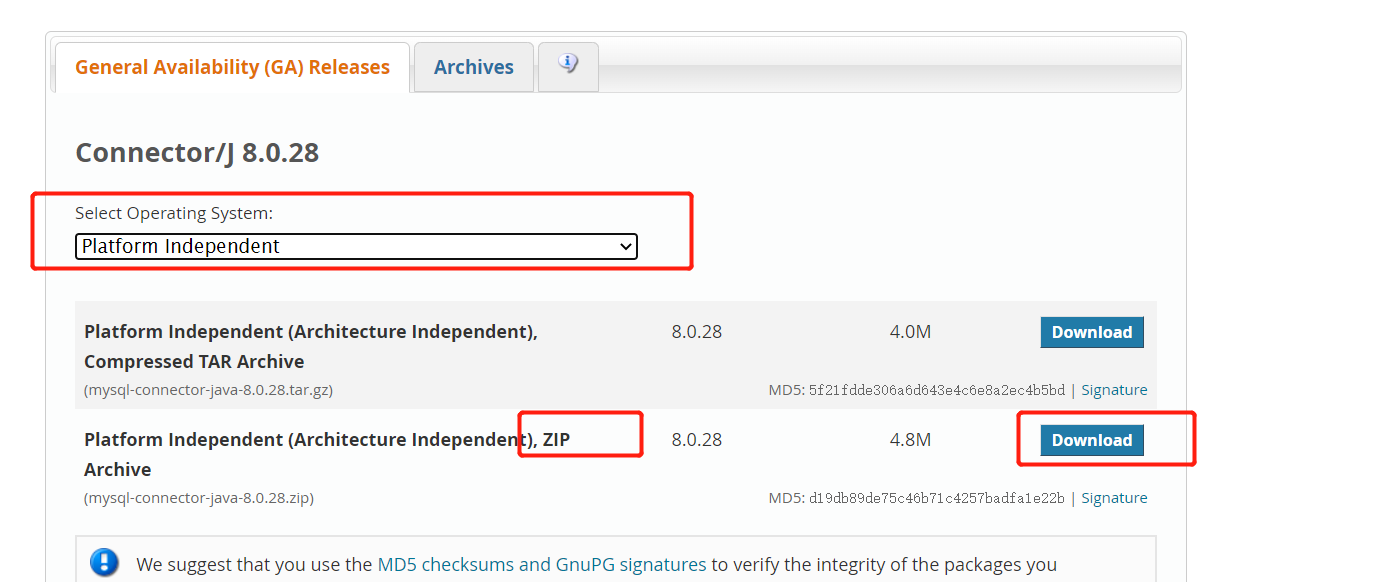 General Availability (GA) Releases
Archives
Connector/J 8.0.28
Select Operating System:
Platform Independent
Platform Independent (Architecture Independent), 8.0.28 4.0M Download
Compressed TAR Archive
(mysql-connector-java-8.0.28.tar.gz) MD5: 5f21fdde306a6d643e4c6e8a2ec4b5bd | Signature
Platform Independent (Architecture Independent), ZIP 8.0.28 4.8M Download
Archive
(mysql-connector-java-8.0.28.zip) MD5: d19db89de75c46b71c4257badfa1e22b | Signature
We suggest that you use the MD5 checksums and GnuPG signatures to verify the integrity of the packages you